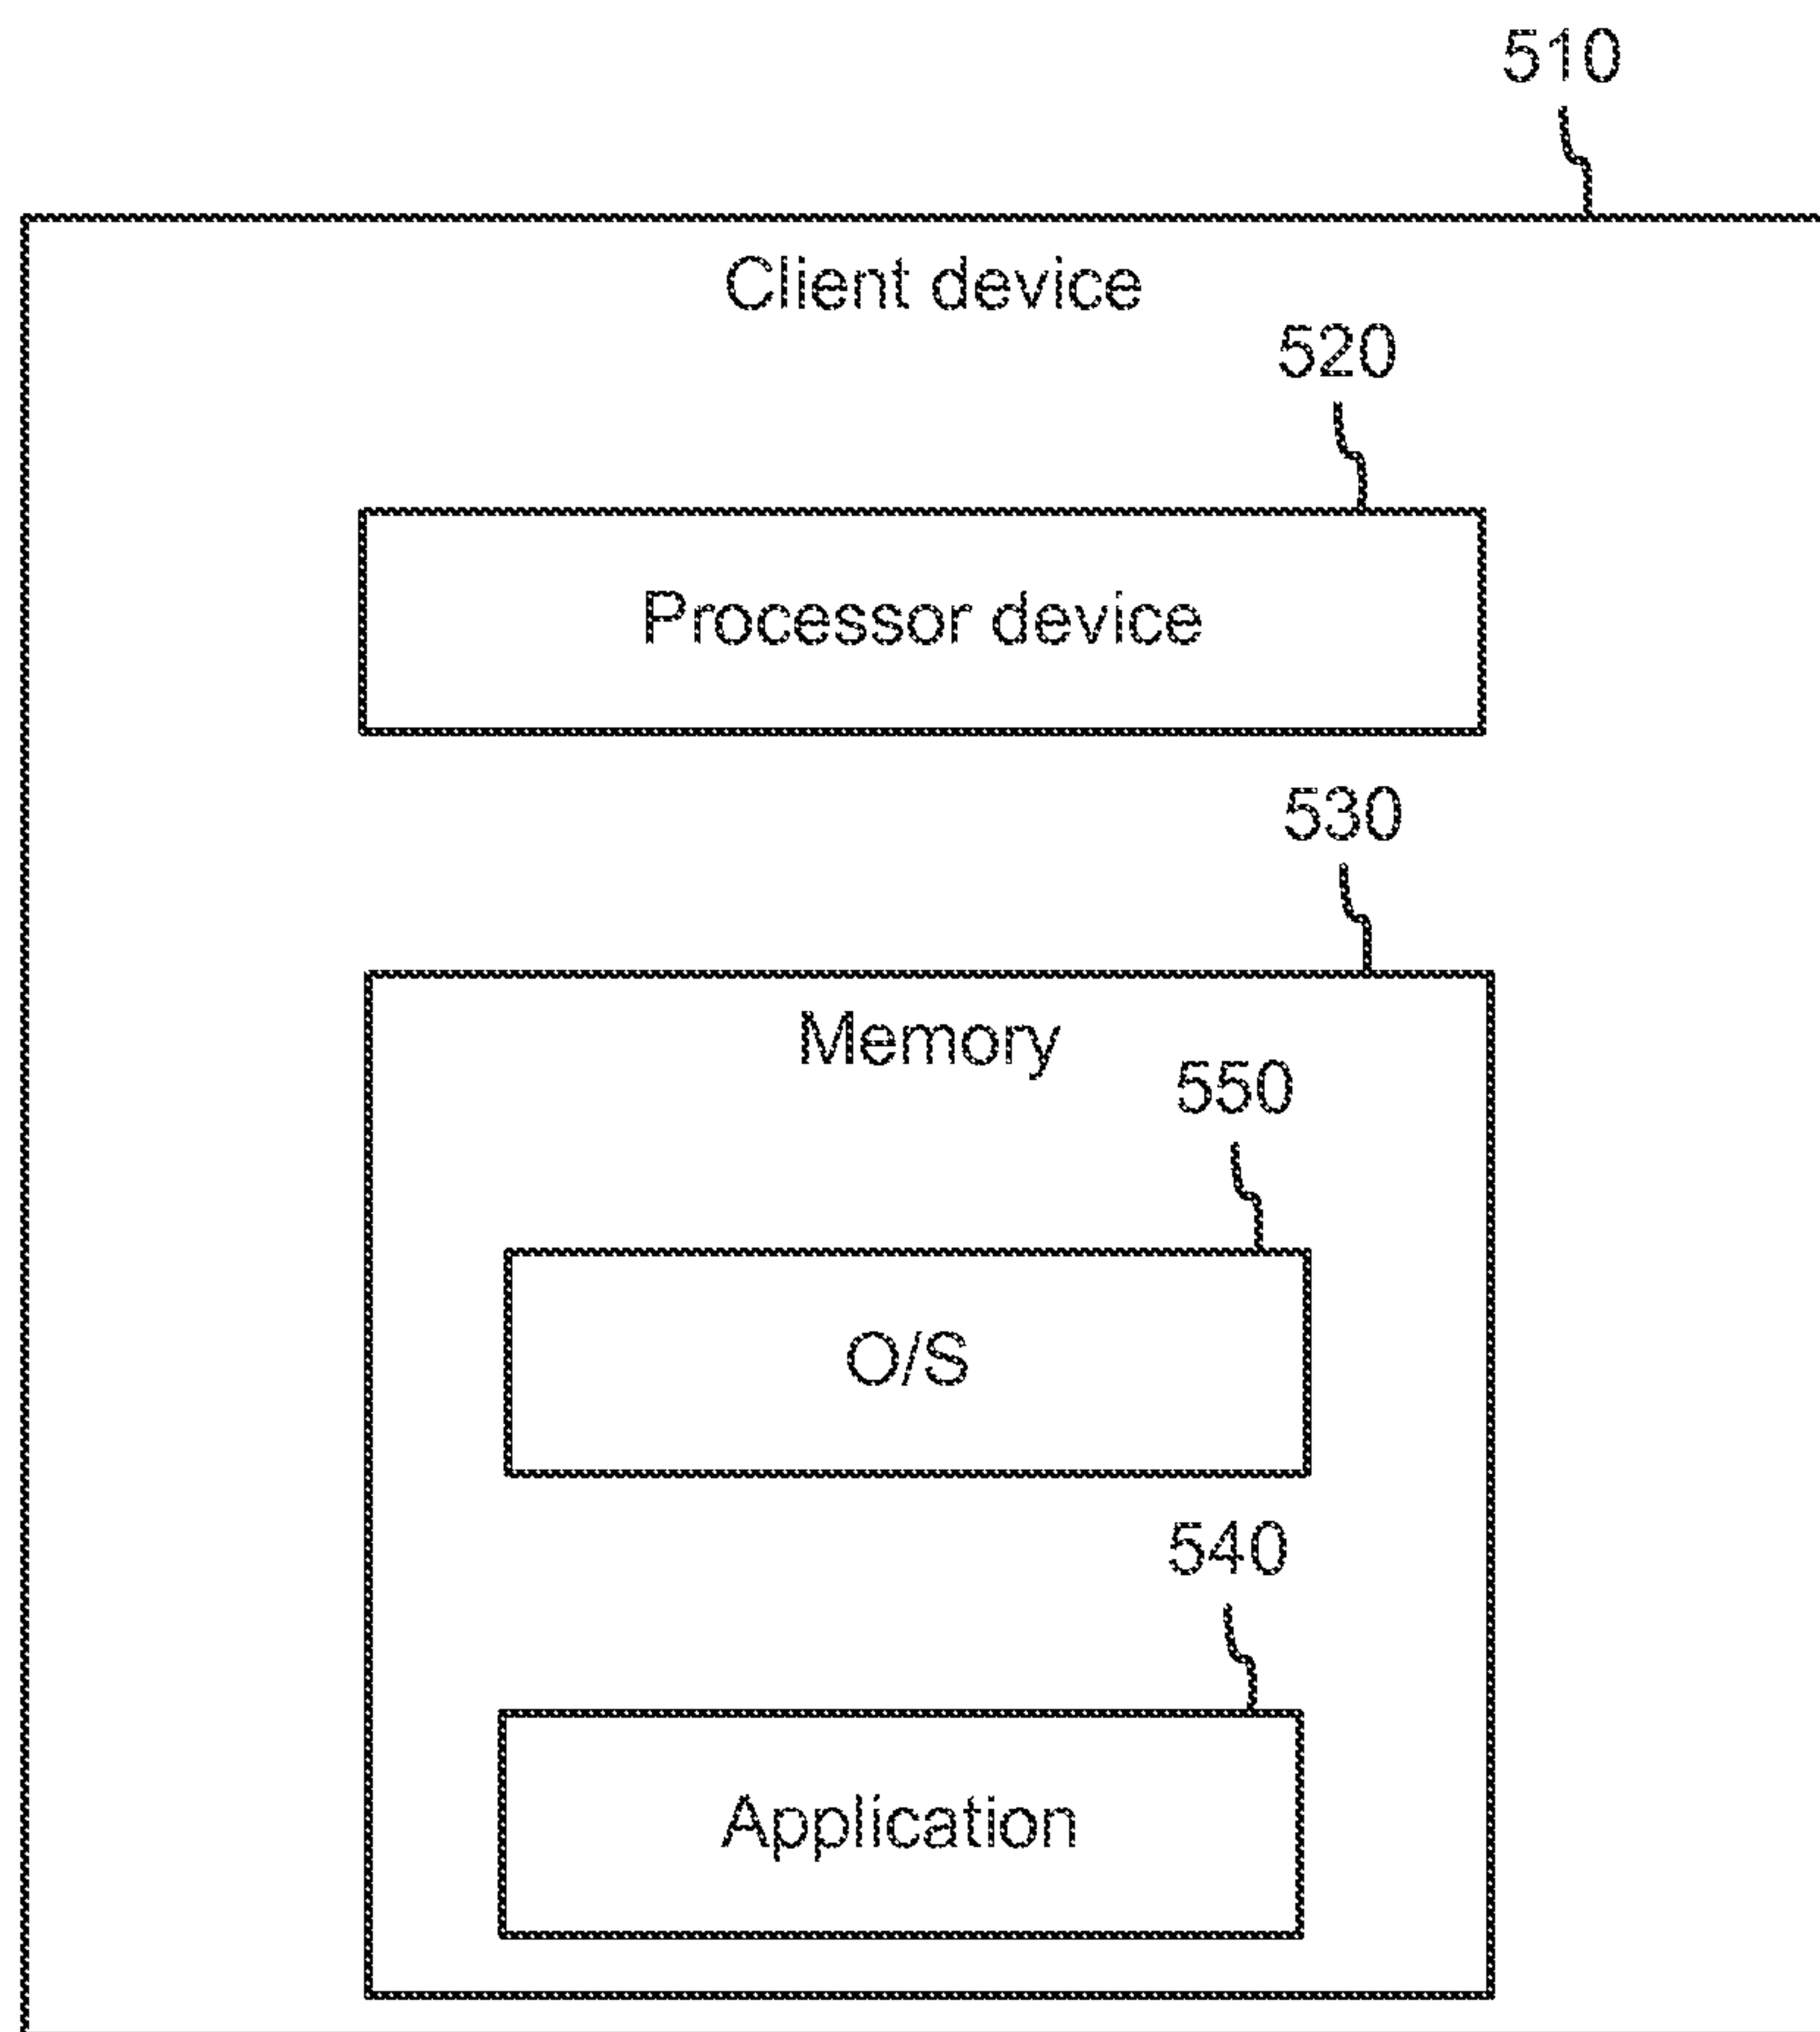 510
Client device
520
Processor device
530
Memory
550
O/S
540
Application